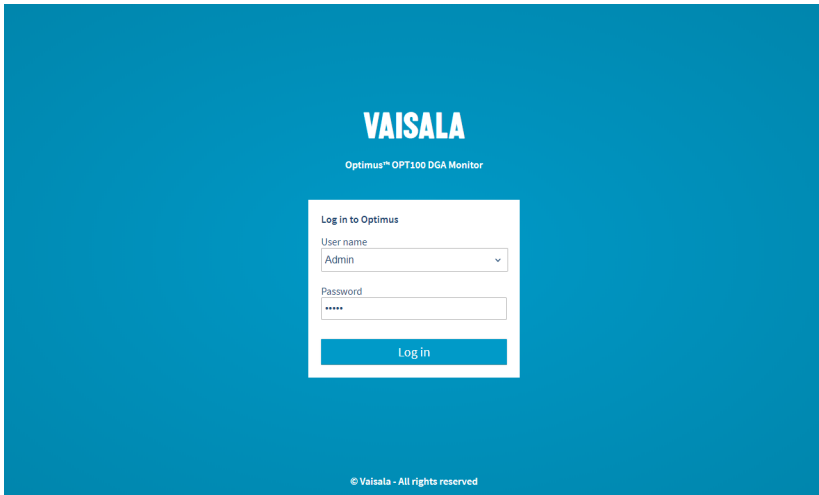 VAISALA
Optimus™ OPT100 DGA Monitor
Log in to Optimus
User name
Admin
Password
•••••
Log in
© Vaisala - All rights reserved